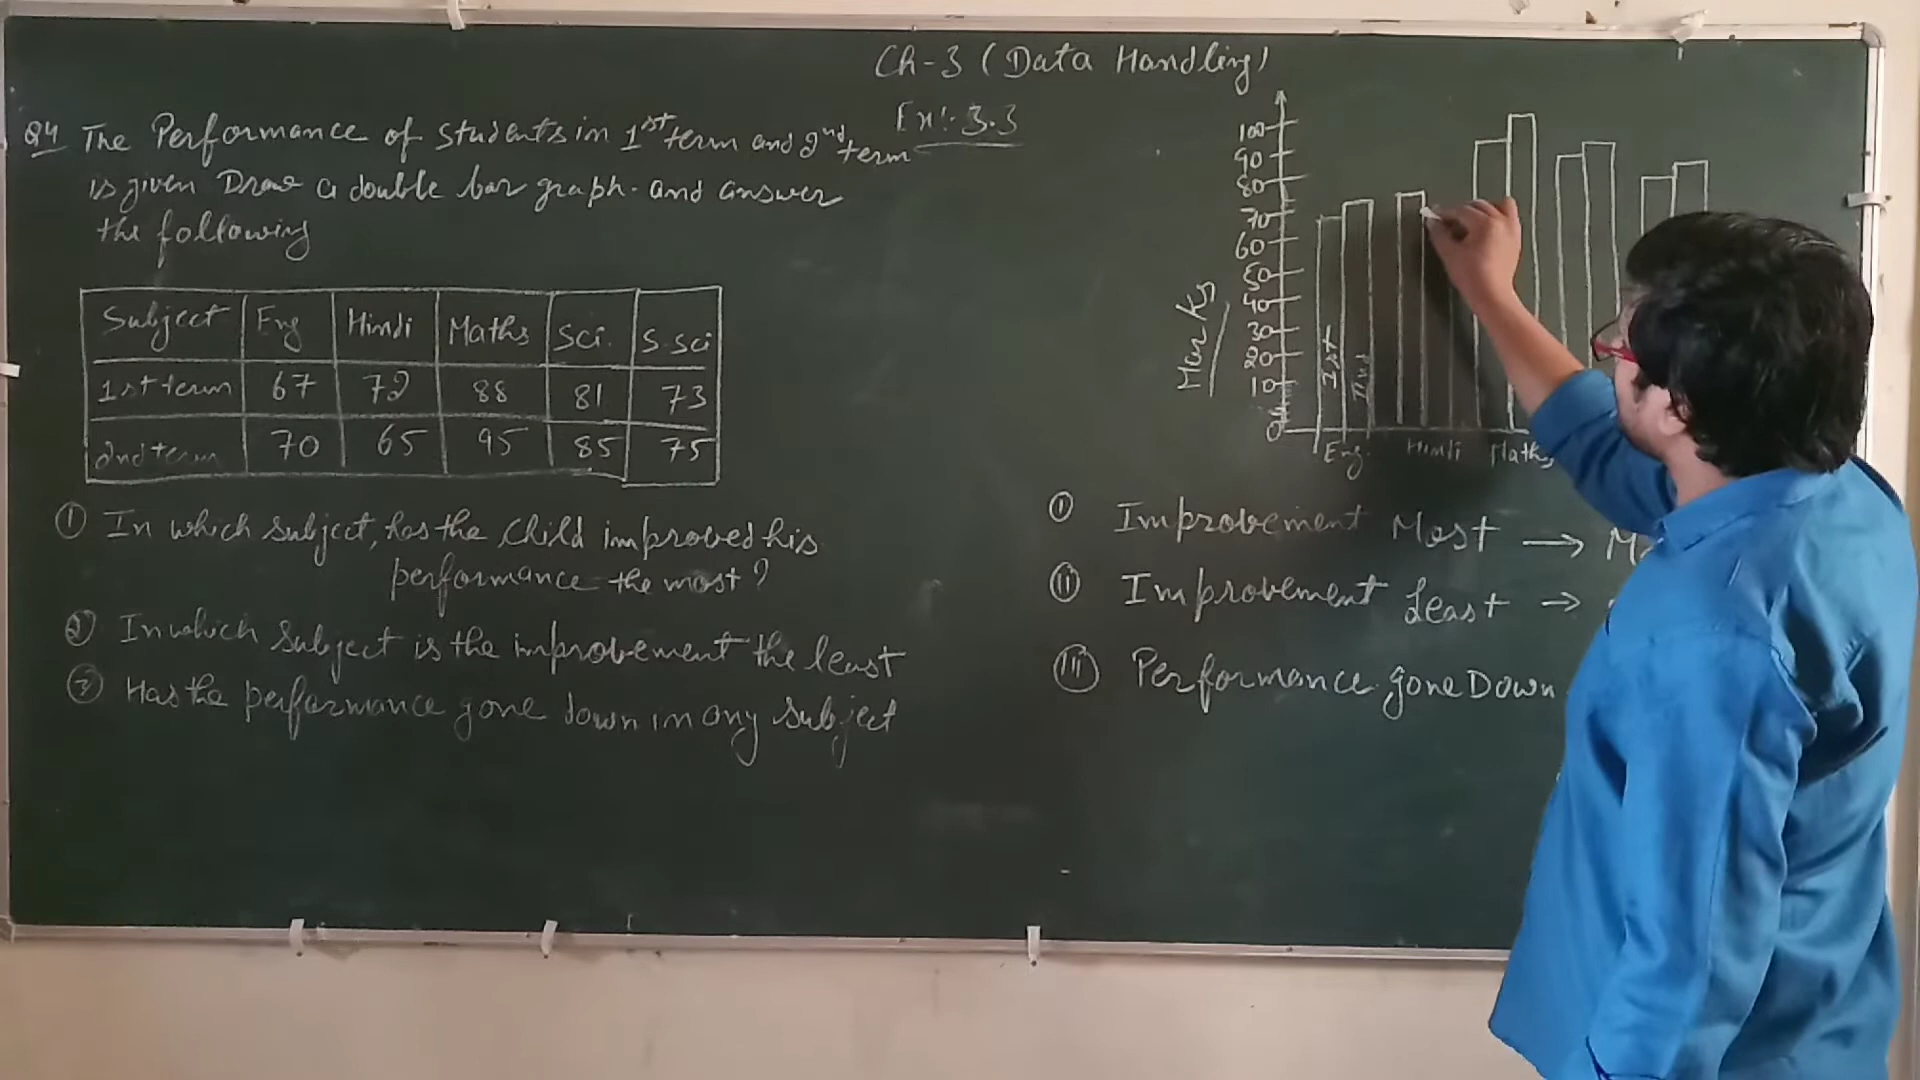 Ch-3 (Data Handling)
Ex:- 3.3
Q4 The Performance of students in 1st term and 2nd term
is given Draw a double bar graph. and answer
the following
Subject Eng Hindi Maths Sci. S. Sci
1st term 67 72 88 81 73
2nd term 70 65 95 85 75
① In which subject, has the child improved his
performance the most?
② In which subject is the improvement the least
③ Has the performance gone down in any subject
100
90
80
70
60
50
40
30
20
10
0
Marks
Ist
IInd
Eng. Hindi Maths
(i) Improvement Most →
(ii) Improvement Least →
(iii) Performance gone Down